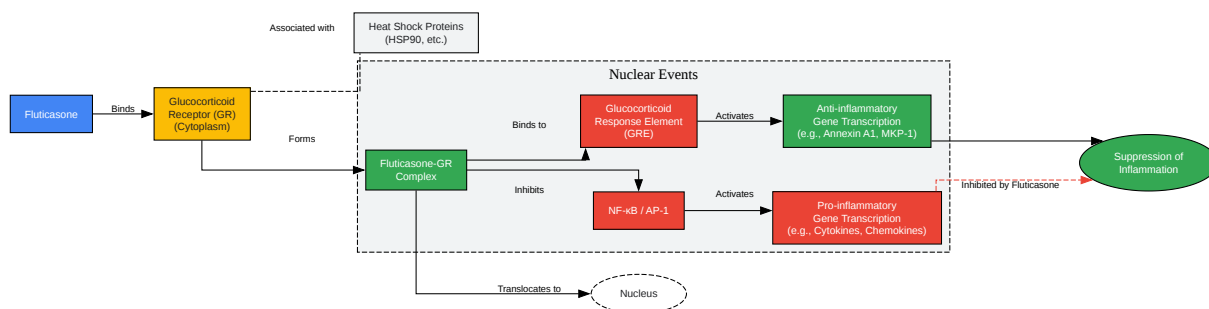 Associated with
Heat Shock Proteins
(HSP90, etc.)
Nuclear Events
Fluticasone
Binds
Glucocorticoid
Receptor (GR)
(Cytoplasm)
Forms
Fluticasone-GR
Complex
Binds to
Inhibits
Glucocorticoid
Response Element
(GRE)
Activates
Anti-inflammatory
Gene Transcription
(e.g., Annexin A1, MKP-1)
NF-κB / AP-1
Activates
Pro-inflammatory
Gene Transcription
(e.g., Cytokines, Chemokines)
Inhibited by Fluticasone
Suppression of
Inflammation
Translocates to
Nucleus